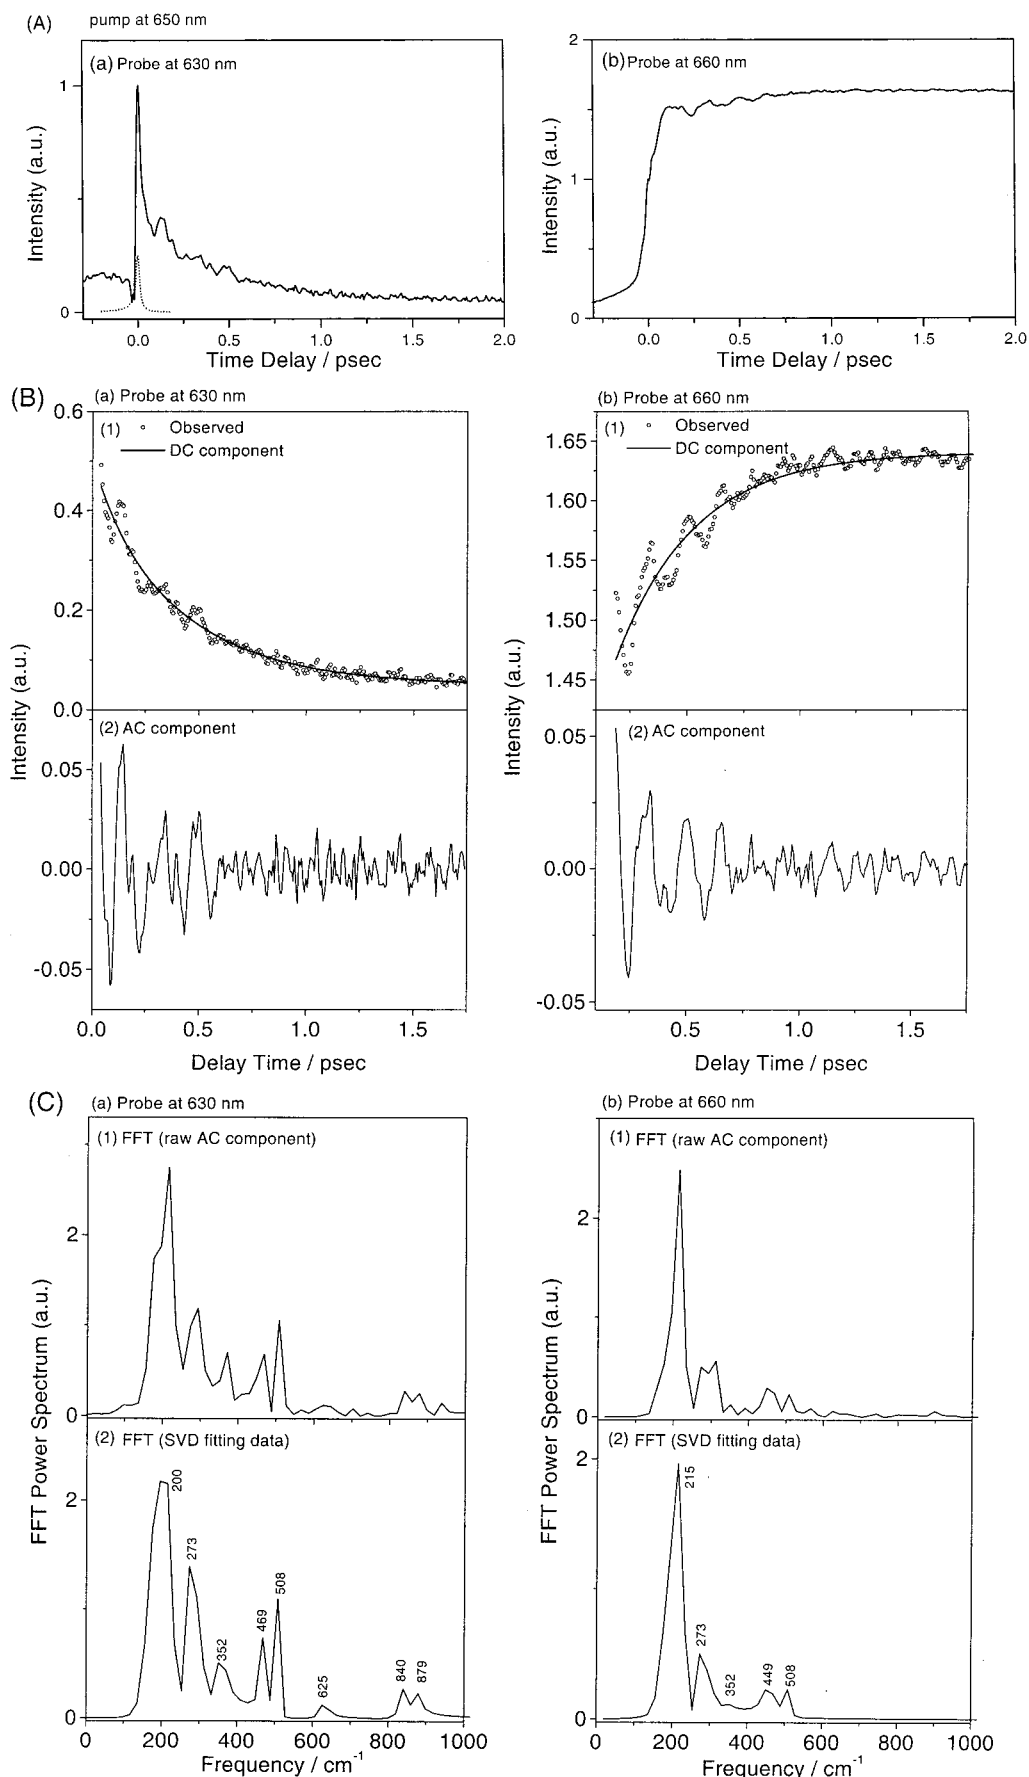 (A)
pump at 650 nm
(a) Probe at 630 nm
1
0
Intensity (a.u.)
0.0
0.5
1.0
1.5
2.0
Time Delay / psec
(b) Probe at 660 nm
2
1
0
Intensity (a.u.)
0.0
0.5
1.0
1.5
2.0
Time Delay / psec
(B)
(a) Probe at 630 nm
(1)
Observed
DC component
0.6
0.4
0.2
0.0
Intensity (a.u.)
(2) AC component
0.05
0.00
-0.05
0.0
0.5
1.0
1.5
Delay Time / psec
(b) Probe at 660 nm
(1)
Observed
DC component
1.65
1.60
1.55
1.50
1.45
Intensity (a.u.)
(2) AC component
0.05
0.00
-0.05
0.5
1.0
1.5
Delay Time / psec
(C)
(a) Probe at 630 nm
(1) FFT (raw AC component)
2
0
FFT Power Spectrum (a.u.)
(2) FFT (SVD fitting data)
2
0
200
273
352
469
508
625
840
879
0
200
400
600
800
1000
Frequency / cm⁻¹
(b) Probe at 660 nm
(1) FFT (raw AC component)
2
0
FFT Power Spectrum (a.u.)
(2) FFT (SVD fitting data)
2
0
215
273
352
449
508
0
200
400
600
800
1000
Frequency / cm⁻¹